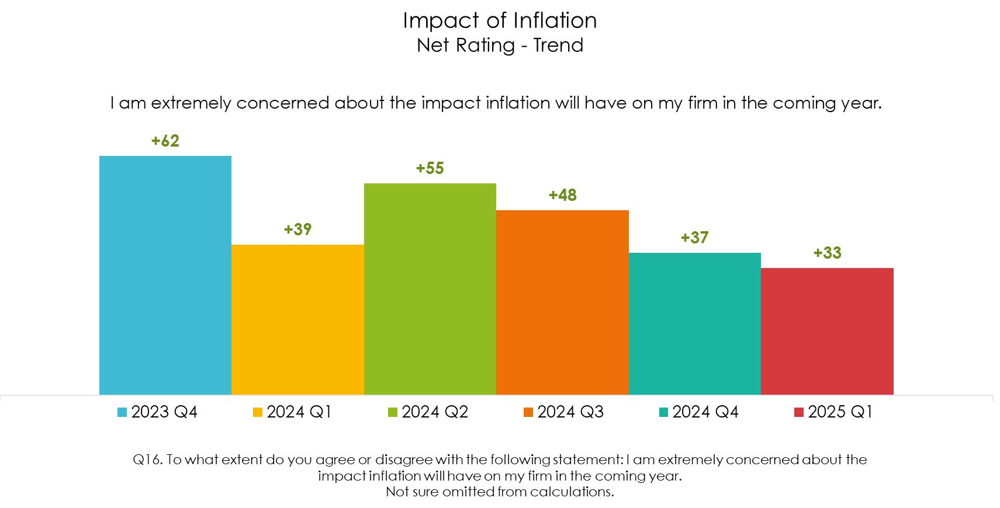 Impact of Inflation
Net Rating - Trend
I am extremely concerned about the impact inflation will have on my firm in the coming year.
+62
+39
+55
+48
+37
+33
2023 Q4
2024 Q1
2024 Q2
2024 Q3
2024 Q4
2025 Q1
Q16. To what extent do you agree or disagree with the following statement: I am extremely concerned about the
impact inflation will have on my firm in the coming year.
Not sure omitted from calculations.